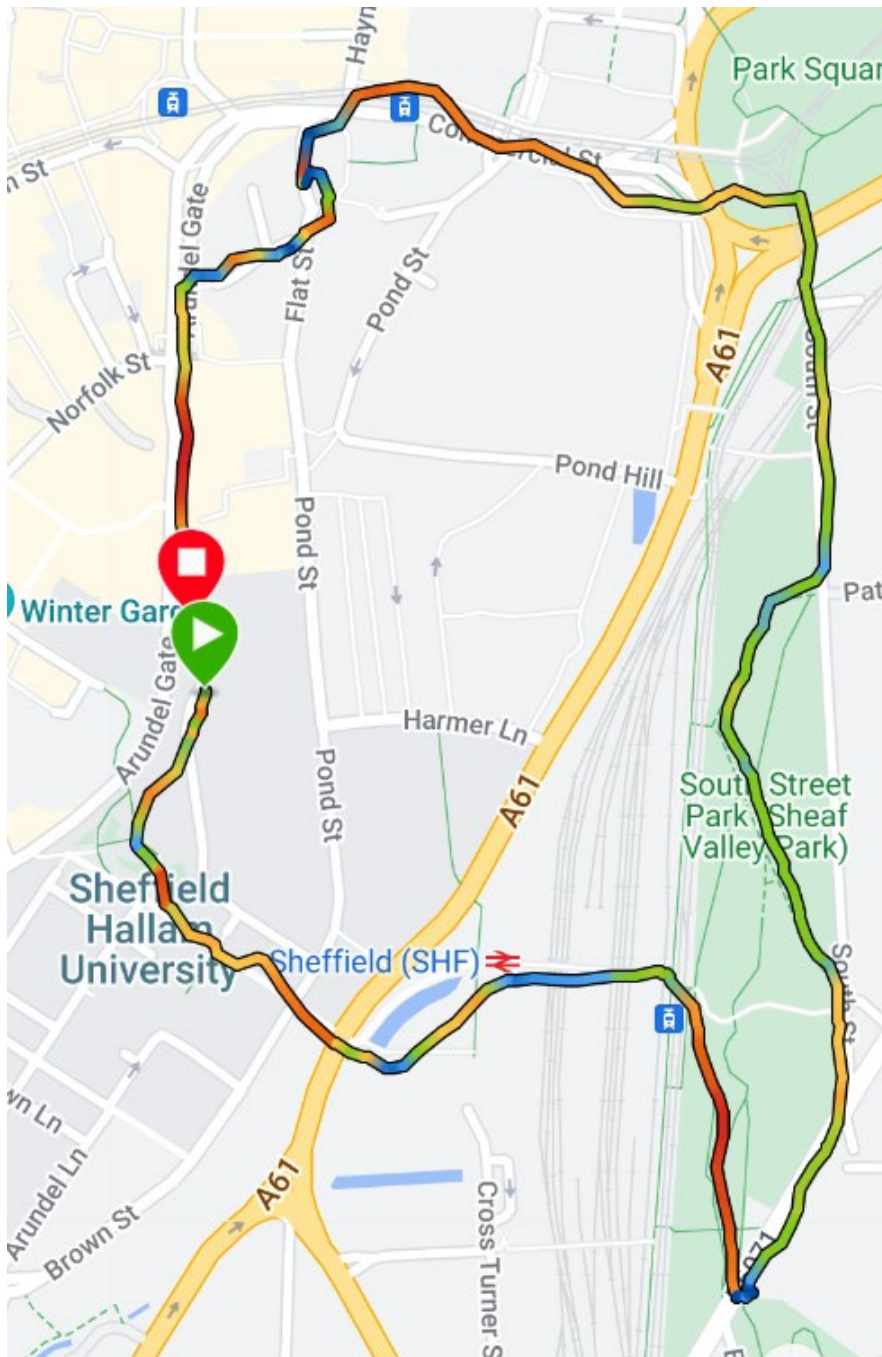 Hayn
Park Squar
Commercial St
m St
Arundel Gate
Flat St
Pond St
A61
South St
Norfolk St
Pond Hill
Pond St
Pat
Winter Gar
Harmer Ln
Arundel Gate
Pond St
A61
South Street
Park (Sheaf
Valley Park)
Sheffield
Hallam
University
Sheffield (SHF)
South St
wn Ln
Arundel Ln
A61
Brown St
Cross Turner S
071